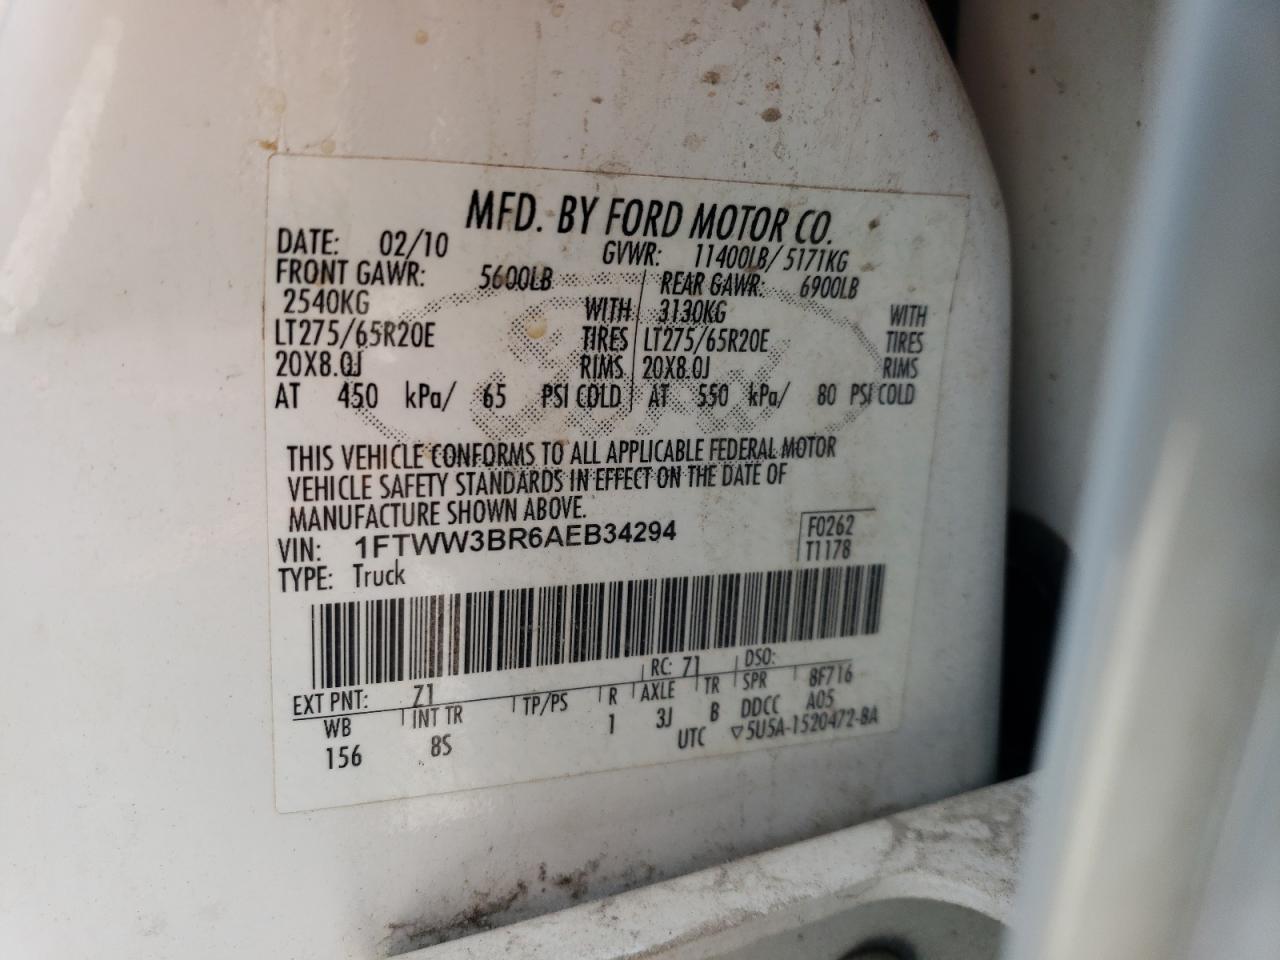 MFD. BY FORD MOTOR CO.
DATE: 02/10 GVWR: 11400LB/ 5171KG
FRONT GAWR: 5600LB REAR GAWR: 6900LB
2540KG WITH 3130KG WITH
LT275/65R20E TIRES LT275/65R20E TIRES
20X8.0J RIMS 20X8.0J RIMS
AT 450 kPa/ 65 PSI COLD AT 550 kPa/ 80 PSI COLD
THIS VEHICLE CONFORMS TO ALL APPLICABLE FEDERAL MOTOR
VEHICLE SAFETY STANDARDS IN EFFECT ON THE DATE OF
MANUFACTURE SHOWN ABOVE.
VIN: 1FTWW3BR6AEB34294 F0262
TYPE: Truck T1178
EXT PNT: Z1 RC: 71 DSO:
WB INT TR TP/PS R AXLE TR SPR 8F716
156 8S 1 3J B DDCC A05
UTC ▽5U5A-1520472-BA